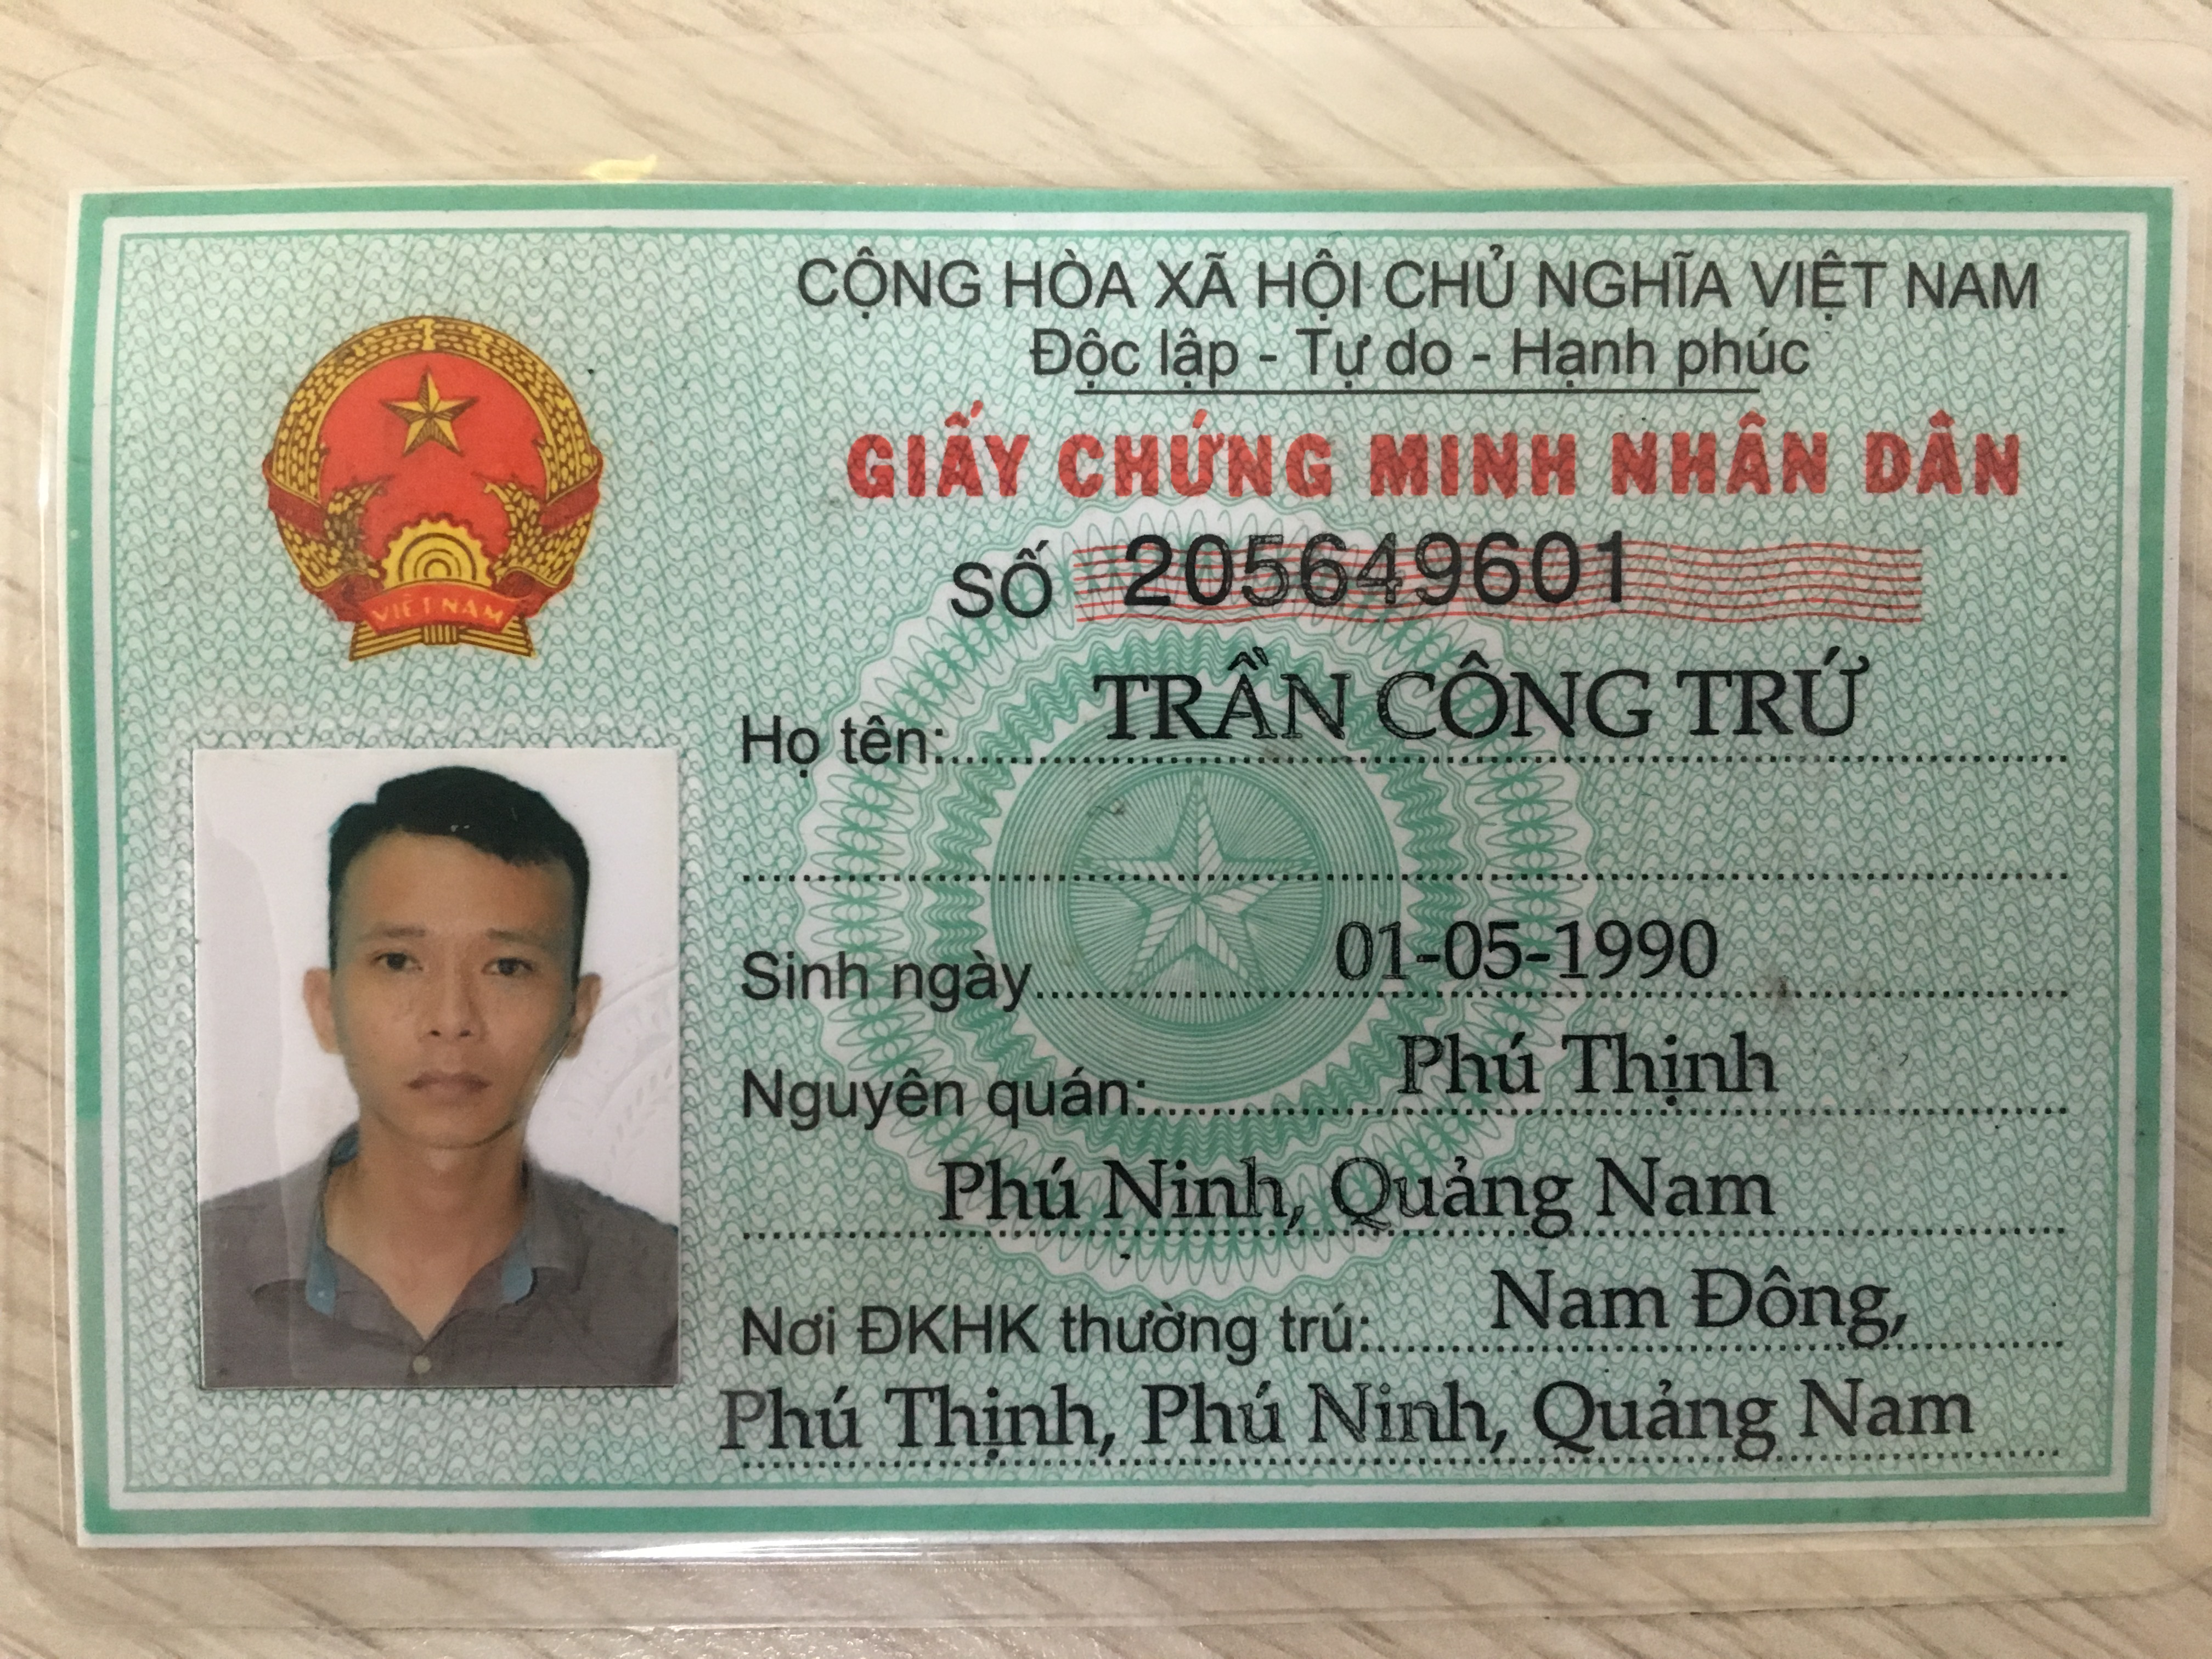 CỘNG HÒA XÃ HỘI CHỦ NGHĨA VIỆT NAM
Độc lập - Tự do - Hạnh phúc
GIẤY CHỨNG MINH NHÂN DÂN
SỐ 205649601
Họ tên: TRẦN CÔNG TRỨ
Sinh ngày 01-05-1990
Nguyên quán: Phú Thịnh
Phú Ninh, Quảng Nam
Nơi ĐKHK thường trú: Nam Đông,
Phú Thịnh, Phú Ninh, Quảng Nam
VIỆT NAM